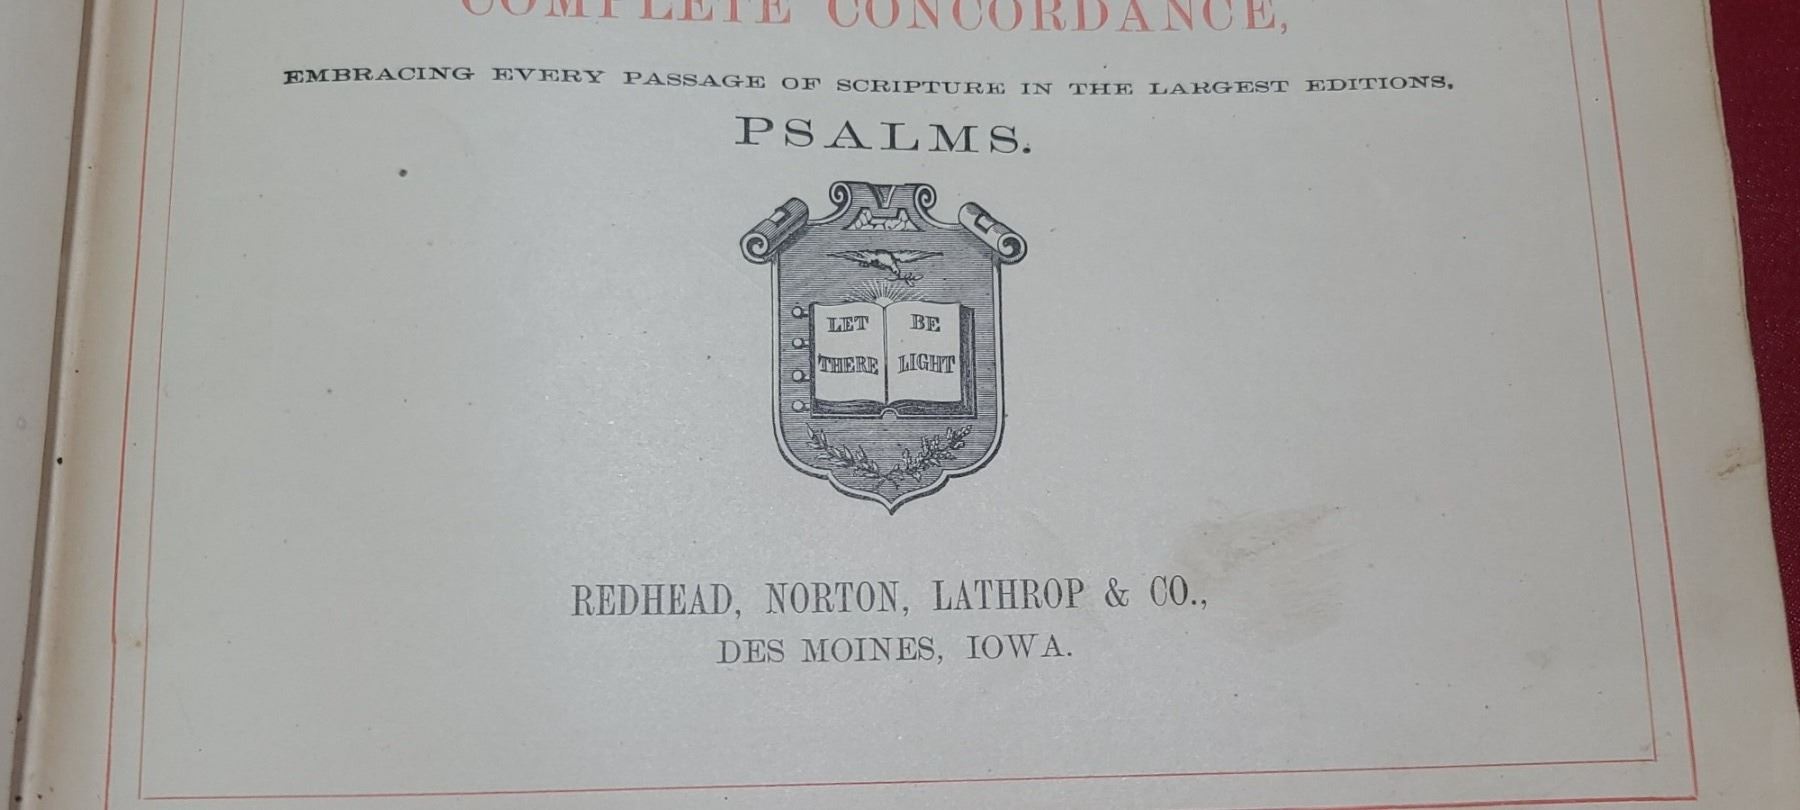 COMPLETE CONCORDANCE,
EMBRACING EVERY PASSAGE OF SCRIPTURE IN THE LARGEST EDITIONS,
PSALMS.
LET BE
THERE LIGHT
REDHEAD, NORTON, LATHROP & CO.,
DES MOINES, IOWA.